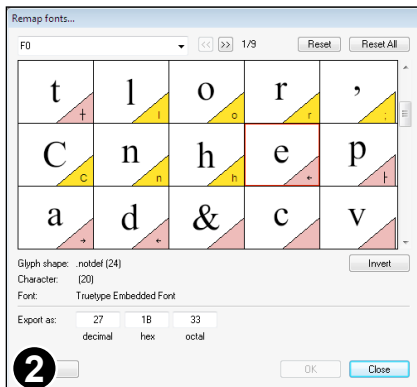 Remap fonts...
F0 << >> 1/9 Reset Reset All
t l o r ,
┼ l o r ;
C n h e p
C n h ← ├
a d & c v
→ ←
Glyph shape: .notdef (24) Invert
Character: (20)
Font: Truetype Embedded Font
Export as: 27 1B 33
decimal hex octal
2 OK Close